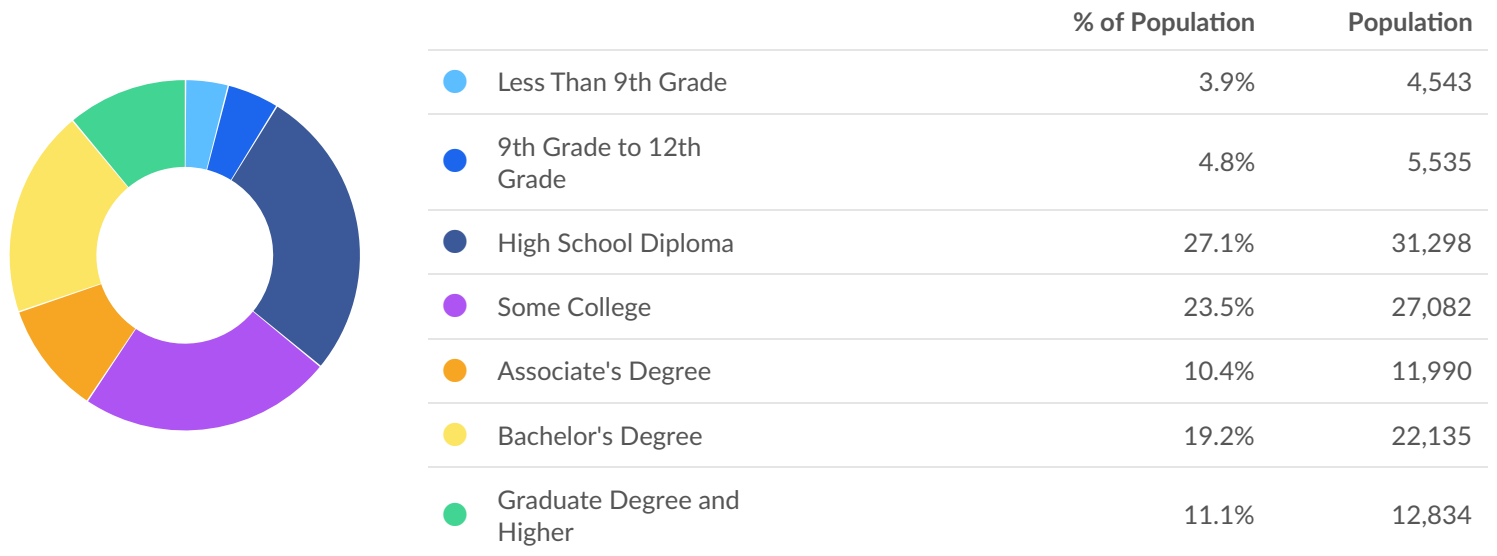 % of Population Population
Less Than 9th Grade 3.9% 4,543
9th Grade to 12th
Grade 4.8% 5,535
High School Diploma 27.1% 31,298
Some College 23.5% 27,082
Associate's Degree 10.4% 11,990
Bachelor's Degree 19.2% 22,135
Graduate Degree and
Higher 11.1% 12,834